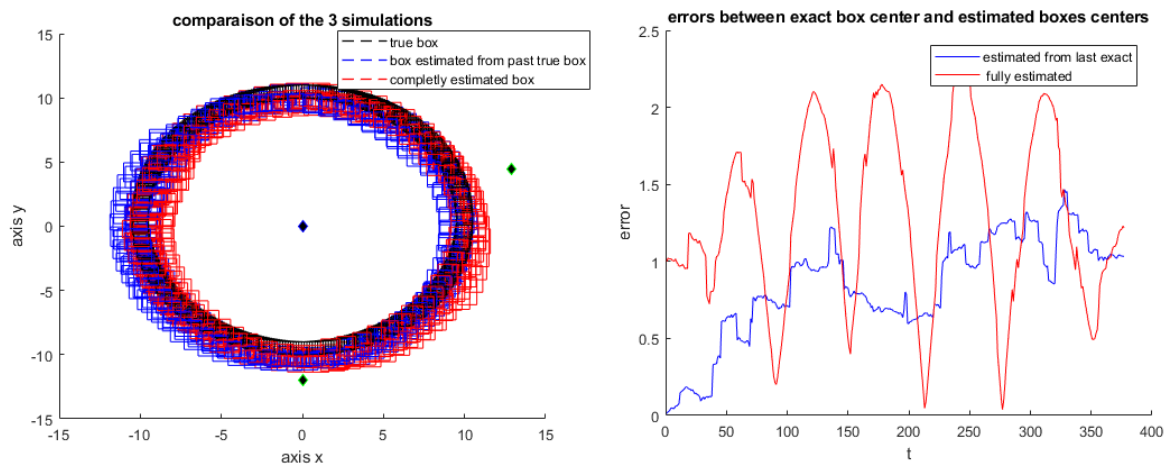 comparaison of the 3 simulations
true box
box estimated from past true box
completly estimated box
15
10
5
0
-5
-10
-15
axis y
-15
-10
-5
0
5
10
15
axis x
errors between exact box center and estimated boxes centers
estimated from last exact
fully estimated
2.5
2
1.5
1
0.5
0
error
0
50
100
150
200
250
300
350
400
t